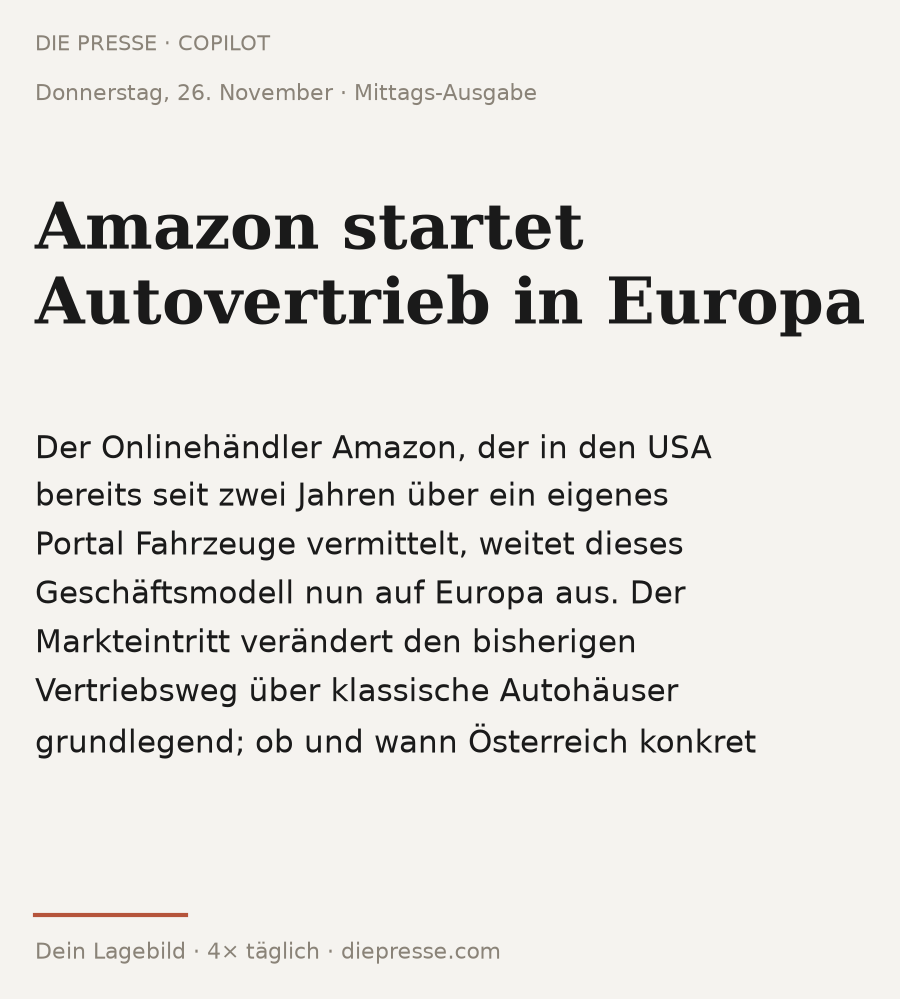 DIE PRESSE · COPILOT
Donnerstag, 26. November · Mittags-Ausgabe
Amazon startet
Autovertrieb in Europa
Der Onlinehändler Amazon, der in den USA
bereits seit zwei Jahren über ein eigenes
Portal Fahrzeuge vermittelt, weitet dieses
Geschäftsmodell nun auf Europa aus. Der
Markteintritt verändert den bisherigen
Vertriebsweg über klassische Autohäuser
grundlegend; ob und wann Österreich konkret
Dein Lagebild · 4× täglich · diepresse.com